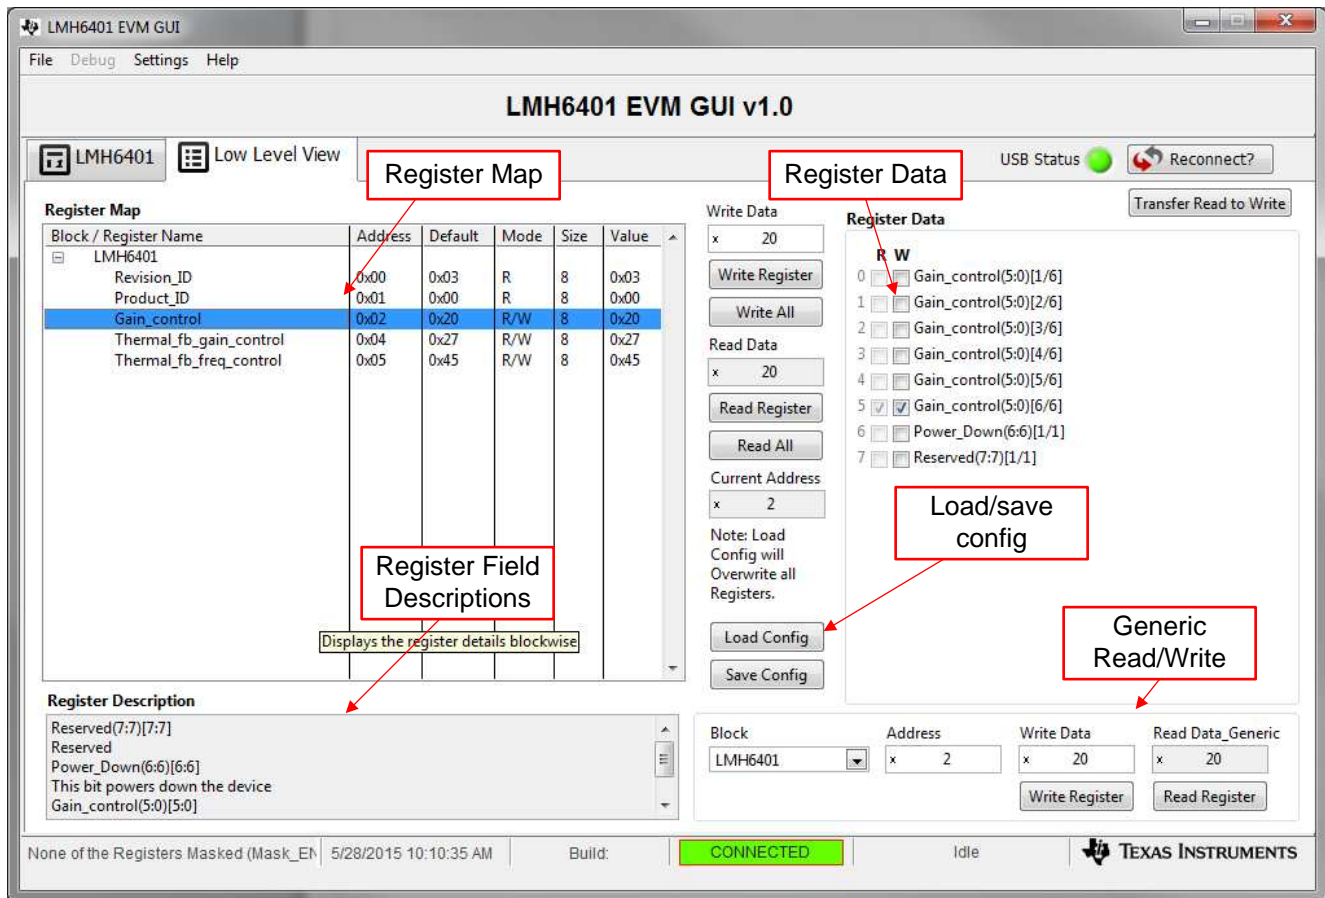 LMH6401 EVM GUI
File Debug Settings Help
LMH6401 EVM GUI v1.0
LMH6401 Low Level View
USB Status Reconnect?
Register Map
Register Data
Transfer Read to Write
Register Map
Block / Register Name Address Default Mode Size Value
LMH6401
Revision_ID 0x00 0x03 R 8 0x03
Product_ID 0x01 0x00 R 8 0x00
Gain_control 0x02 0x20 R/W 8 0x20
Thermal_fb_gain_control 0x04 0x27 R/W 8 0x27
Thermal_fb_freq_control 0x05 0x45 R/W 8 0x45
Register Field
Descriptions
Displays the register details blockwise
Write Data
x 20
Write Register
Write All
Read Data
x 20
Read Register
Read All
Current Address
x 2
Note: Load
Config will
Overwrite all
Registers.
Load Config
Save Config
Register Data
R W
0 Gain_control(5:0)[1/6]
1 Gain_control(5:0)[2/6]
2 Gain_control(5:0)[3/6]
3 Gain_control(5:0)[4/6]
4 Gain_control(5:0)[5/6]
5 Gain_control(5:0)[6/6]
6 Power_Down(6:6)[1/1]
7 Reserved(7:7)[1/1]
Load/save
config
Generic
Read/Write
Register Description
Reserved(7:7)[7:7]
Reserved
Power_Down(6:6)[6:6]
This bit powers down the device
Gain_control(5:0)[5:0]
Block Address Write Data Read Data_Generic
LMH6401 x 2 x 20 x 20
Write Register Read Register
None of the Registers Masked (Mask_EN 5/28/2015 10:10:35 AM Build: CONNECTED Idle TEXAS INSTRUMENTS